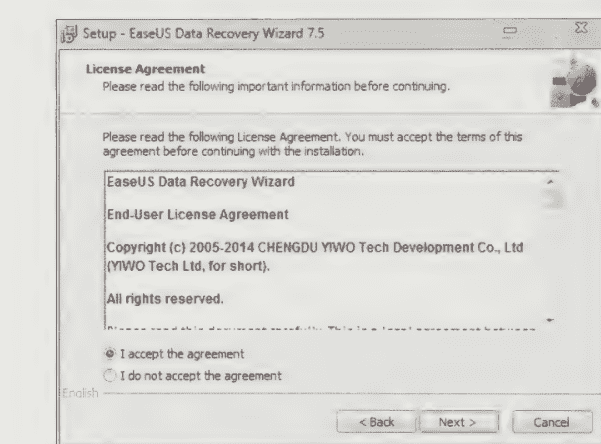 Setup - EaseUS Data Recovery Wizard 7.5
License Agreement
Please read the following important information before continuing.
Please read the following License Agreement. You must accept the terms of this
agreement before continuing with the installation.
EaseUS Data Recovery Wizard
End-User License Agreement
Copyright (c) 2005-2014 CHENGDU YIWO Tech Development Co., Ltd
(YIWO Tech Ltd, for short).
All rights reserved.
I accept the agreement
I do not accept the agreement
English
< Back
Next >
Cancel